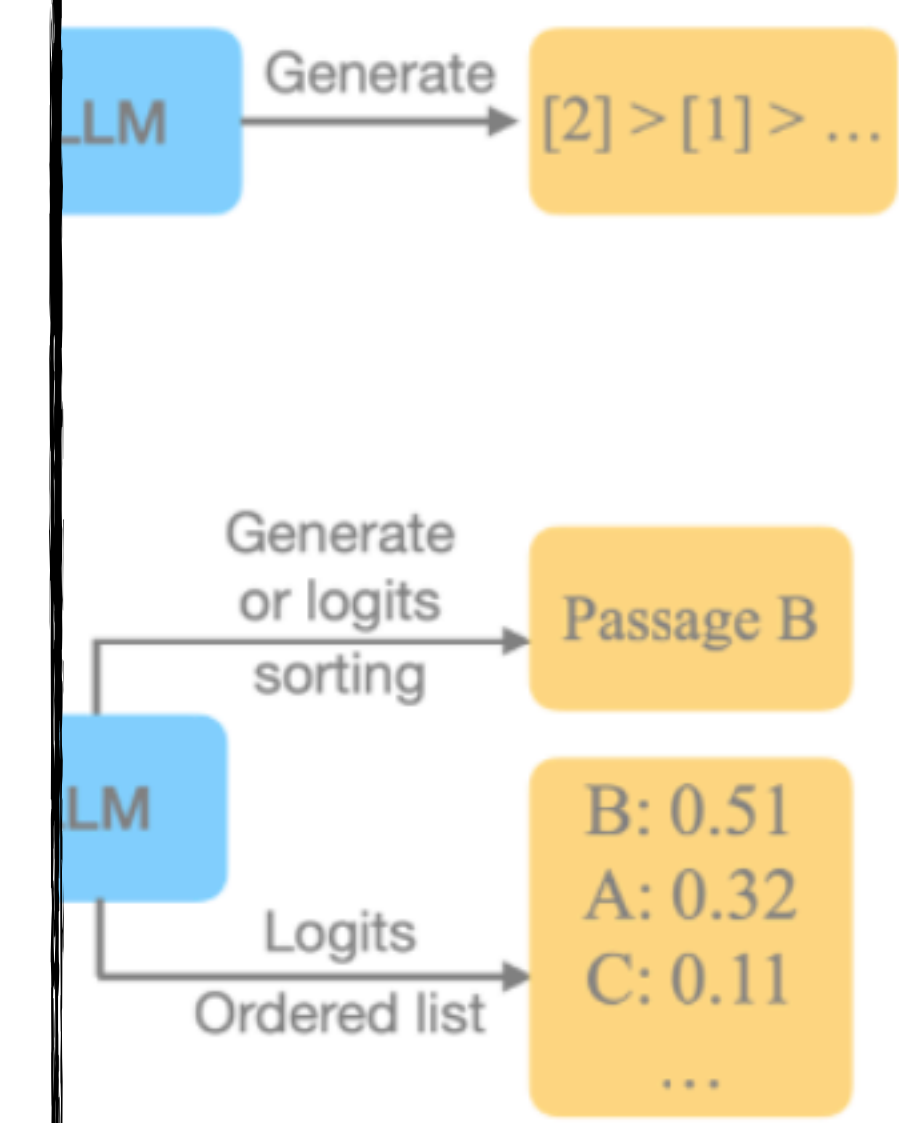 LLM
Generate
[2] > [1] > ...
Generate
or logits
sorting
Passage B
LLM
Logits
Ordered list
B: 0.51
A: 0.32
C: 0.11
...